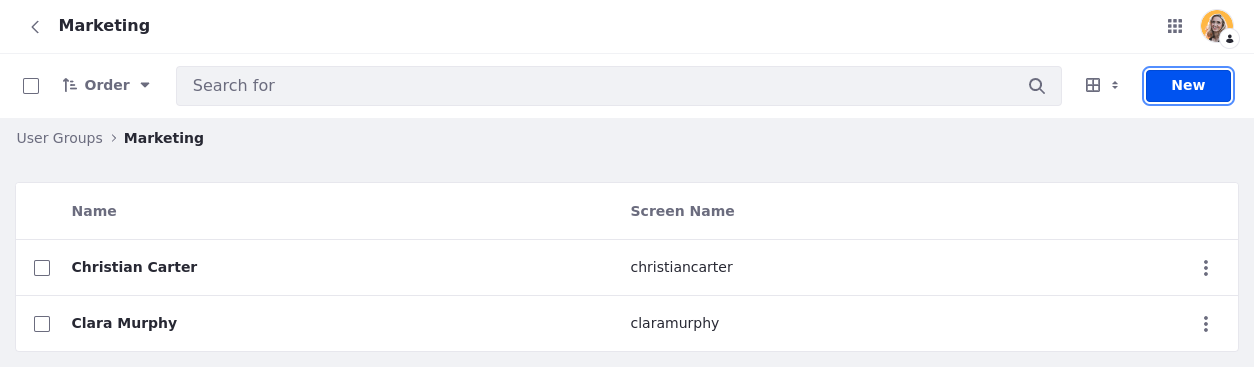 Marketing
Order
Search for
New
User Groups > Marketing
Name Screen Name
Christian Carter christiancarter
Clara Murphy claramurphy